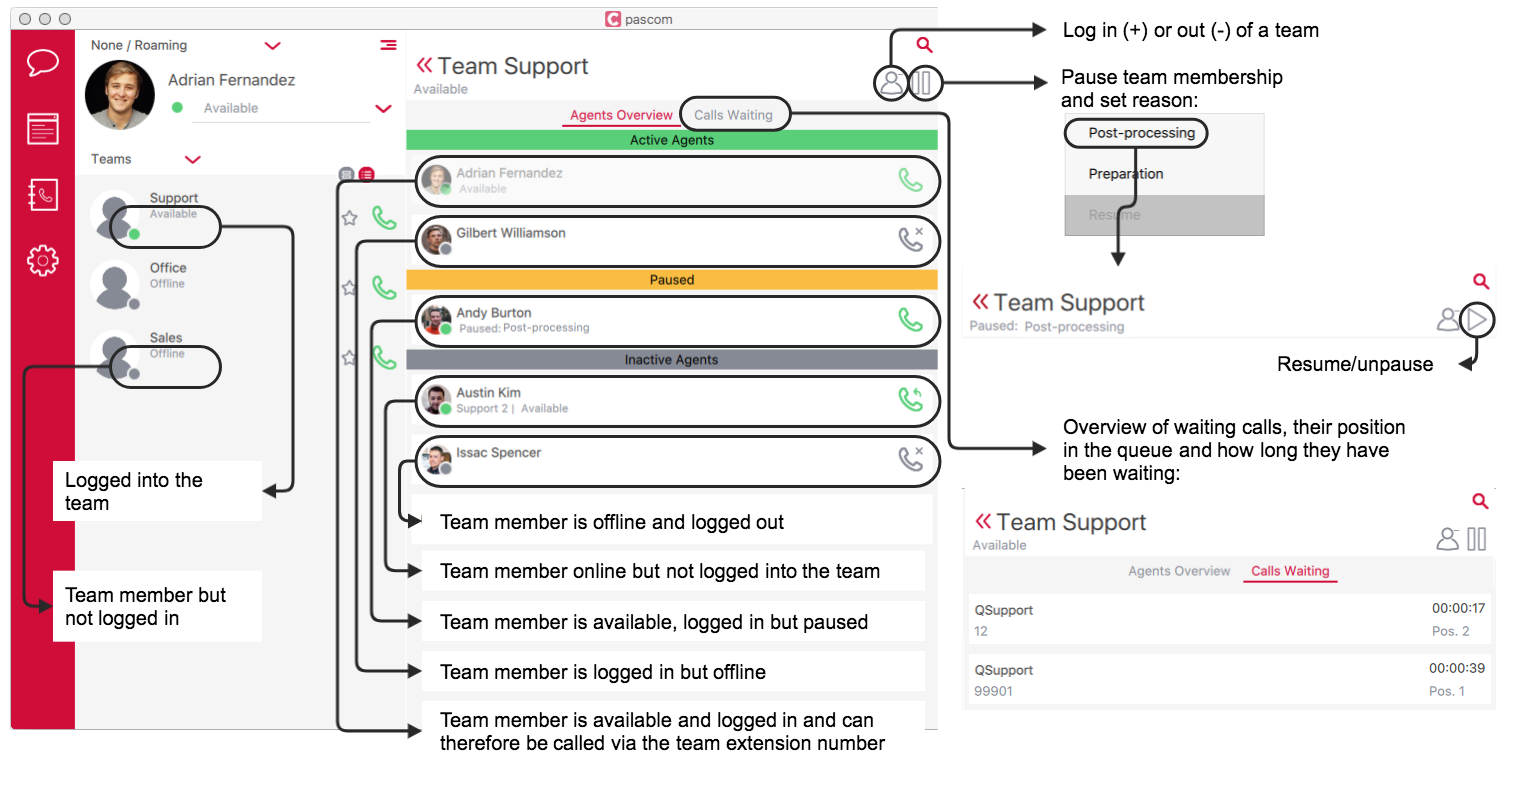 pascom
None / Roaming
Adrian Fernandez
Available
Teams
Support
Available
Office
Offline
Sales
Offline
Logged into the
team
Team member but
not logged in
Team Support
Available
Agents Overview
Calls Waiting
Active Agents
Adrian Fernandez
Available
Gilbert Williamson
Paused
Andy Burton
Paused: Post-processing
Inactive Agents
Austin Kim
Support 2 | Available
Issac Spencer
Team member is offline and logged out
Team member online but not logged into the team
Team member is available, logged in but paused
Team member is logged in but offline
Team member is available and logged in and can
therefore be called via the team extension number
Log in (+) or out (-) of a team
Pause team membership
and set reason:
Post-processing
Preparation
Resume
Team Support
Paused: Post-processing
Resume/unpause
Overview of waiting calls, their position
in the queue and how long they have
been waiting:
Team Support
Available
Agents Overview
Calls Waiting
QSupport 00:00:17
12 Pos. 2
QSupport 00:00:39
99901 Pos. 1